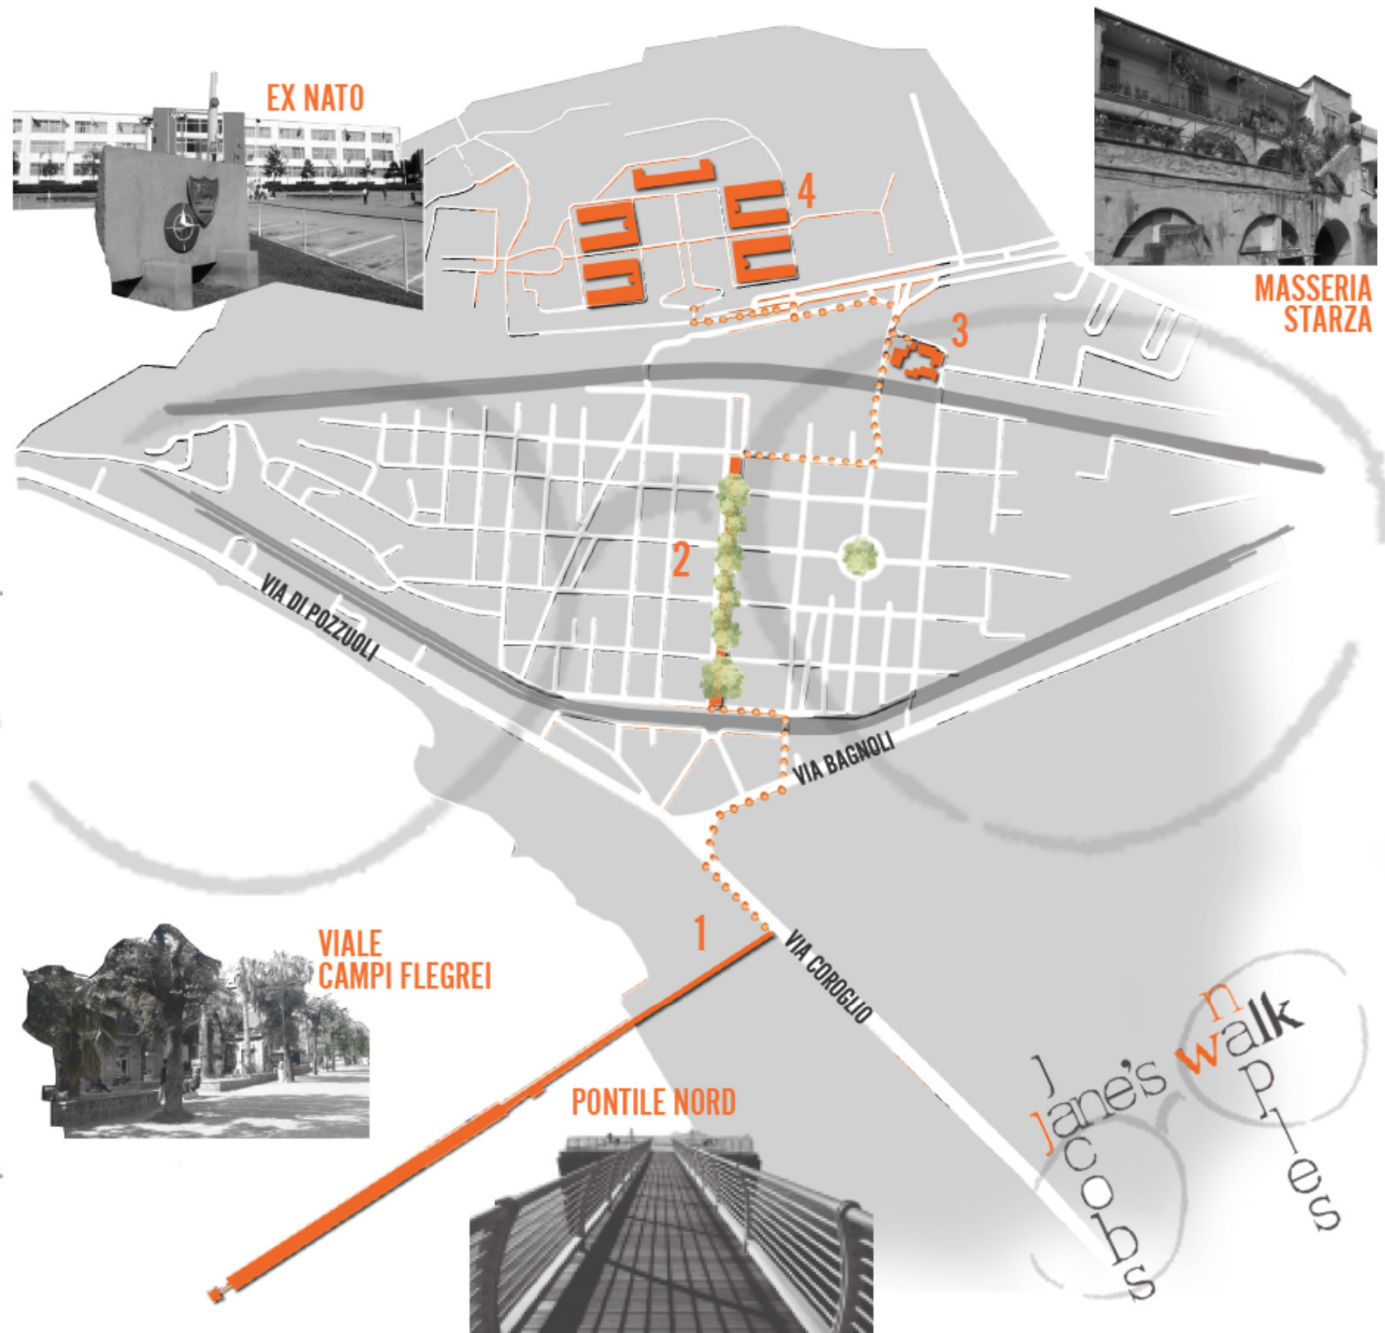 EX NATO
4
MASSERIA
STARZA
3
2
VIA DI POZZUOLI
VIA BAGNOLI
1
VIALE
CAMPI FLEGREI
VIA COROGLIO
PONTILE NORD
jane's walk
jacobs
naples